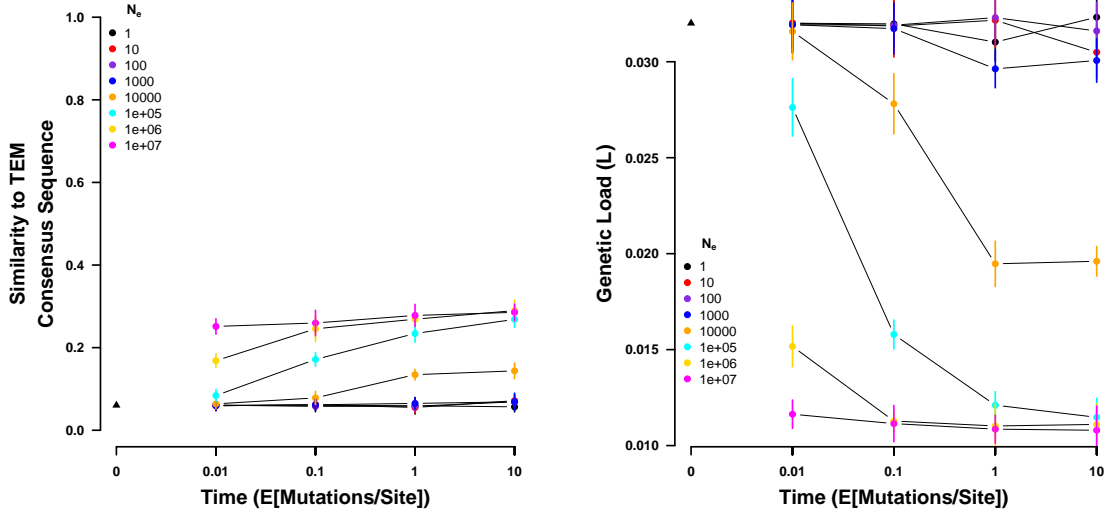 Similarity to TEM
Consensus Sequence
1.0
0.8
0.6
0.4
0.2
0.0
Ne
1
10
100
1000
10000
1e+05
1e+06
1e+07
0
0.01
0.1
1
10
Time (E[Mutations/Site])
Genetic Load (L)
0.030
0.025
0.020
0.015
0.010
Ne
1
10
100
1000
10000
1e+05
1e+06
1e+07
0
0.01
0.1
1
10
Time (E[Mutations/Site])